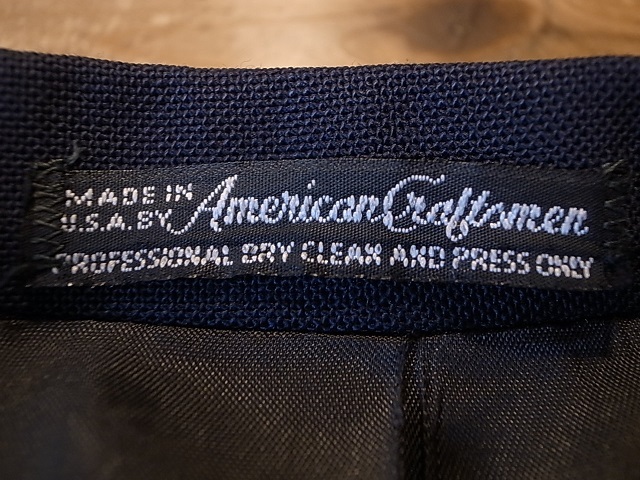 MADE IN
U.S.A. BY American Craftsmen
PROFESSIONAL DRY CLEAN AND PRESS ONLY